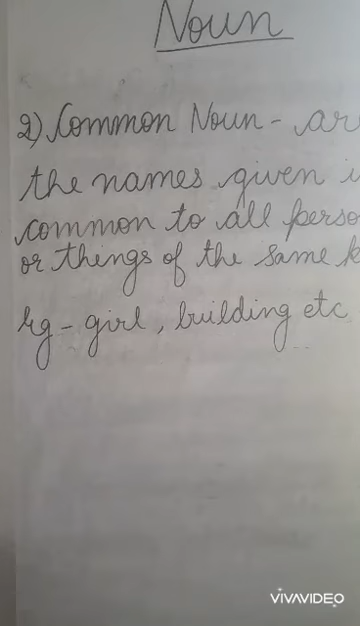 Noun
2) Common Noun - ar
the names given i
common to all perso
or things of the same k
Eg - girl, building etc
VIVAVIDEO